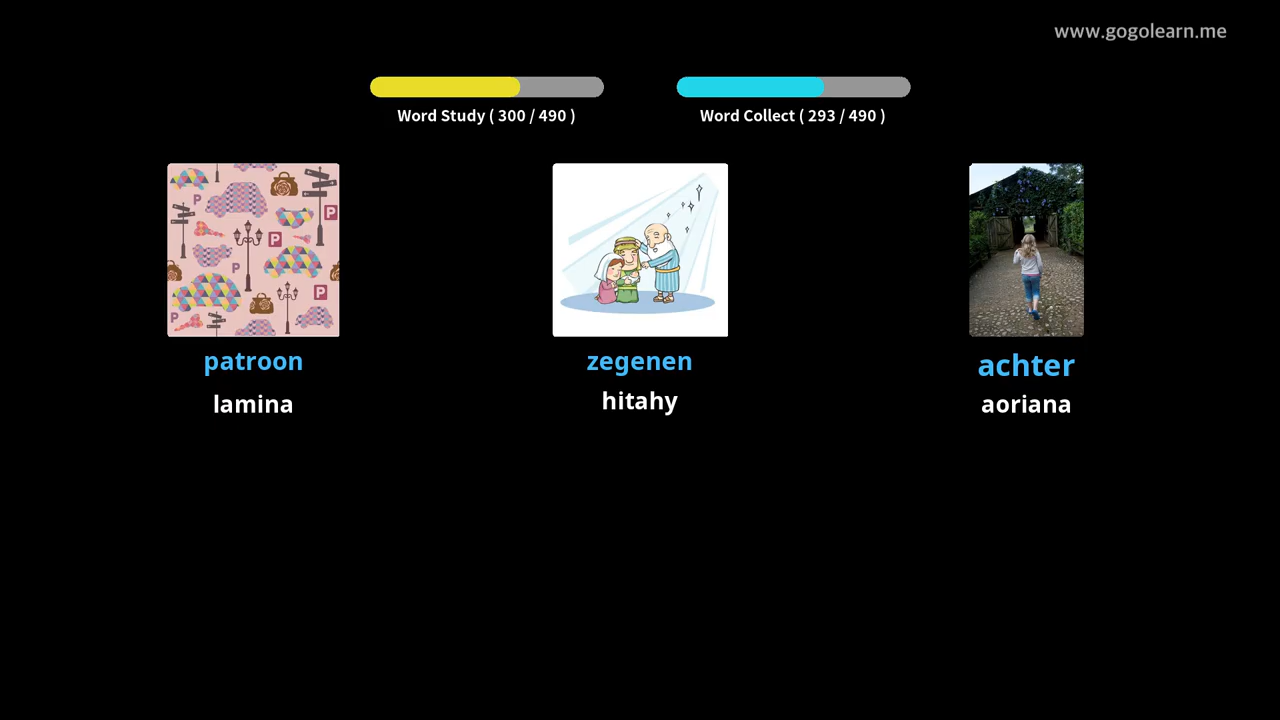 www.gogolearn.me
Word Study ( 300 / 490 )
Word Collect ( 293 / 490 )
P
P
P
P
P
P
patroon
zegenen
achter
lamina
hitahy
aoriana